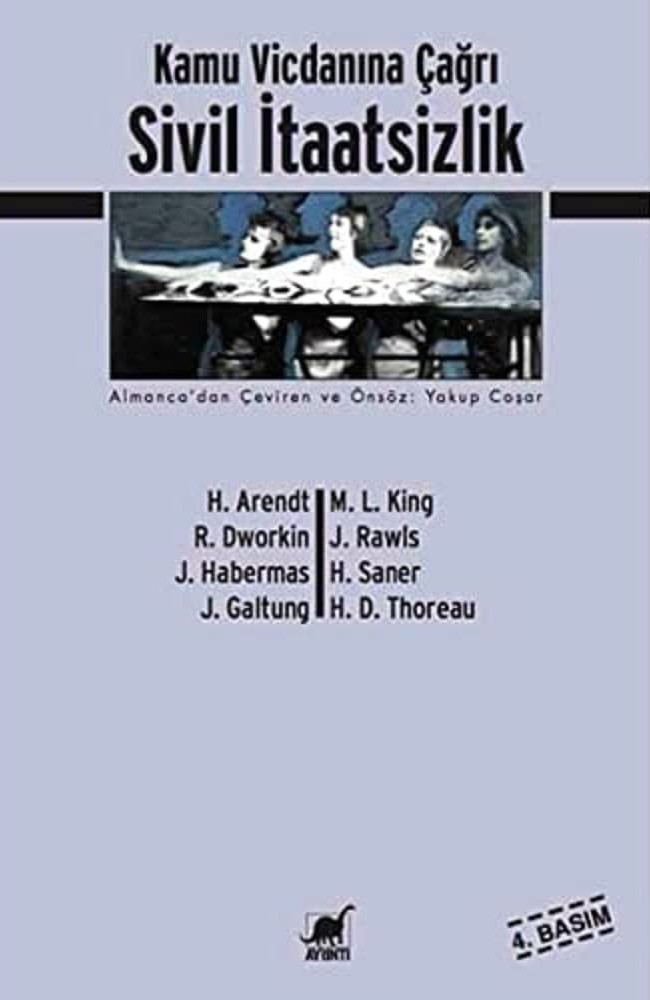 Kamu Vicdanına Çağrı
Sivil İtaatsizlik
Almanca'dan Çeviren ve Önsöz: Yakup Coşar
H. Arendt M. L. King
R. Dworkin J. Rawls
J. Habermas H. Saner
J. Galtung H. D. Thoreau
AYRINTI
4. BASIM